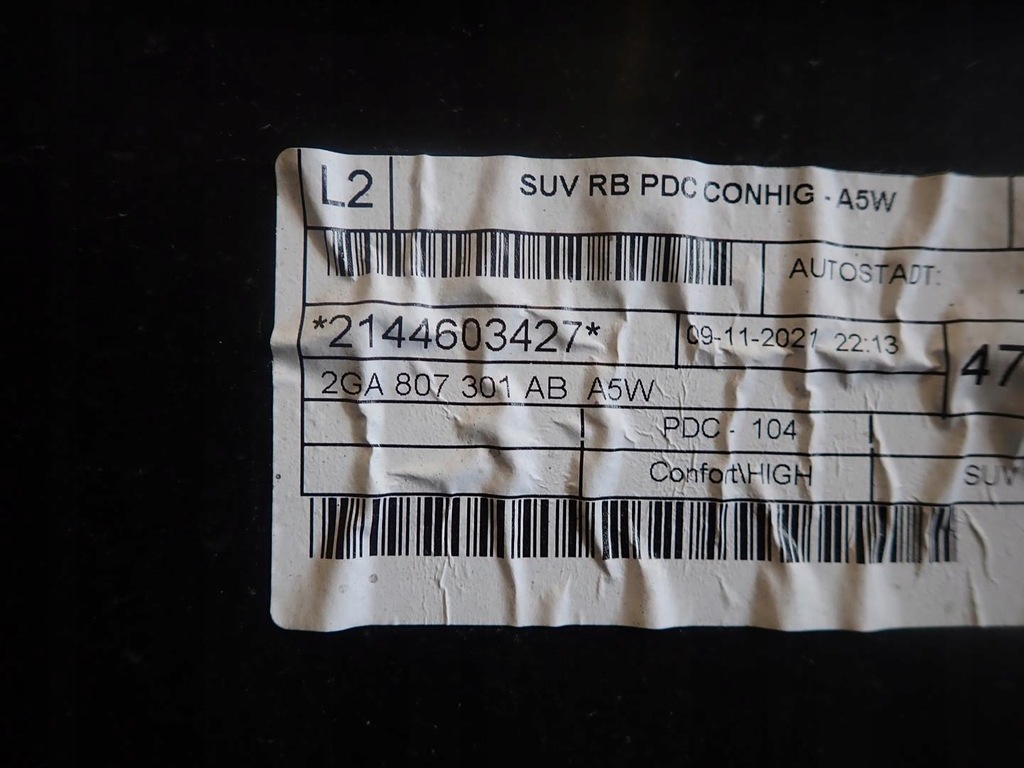 L2 SUV RB PDC CONHIG - A5W
AUTOSTADT:
*2144603427* 09-11-2021 22:13
47
2GA 807 301 AB A5W
PDC - 104
Confort\HIGH SUV